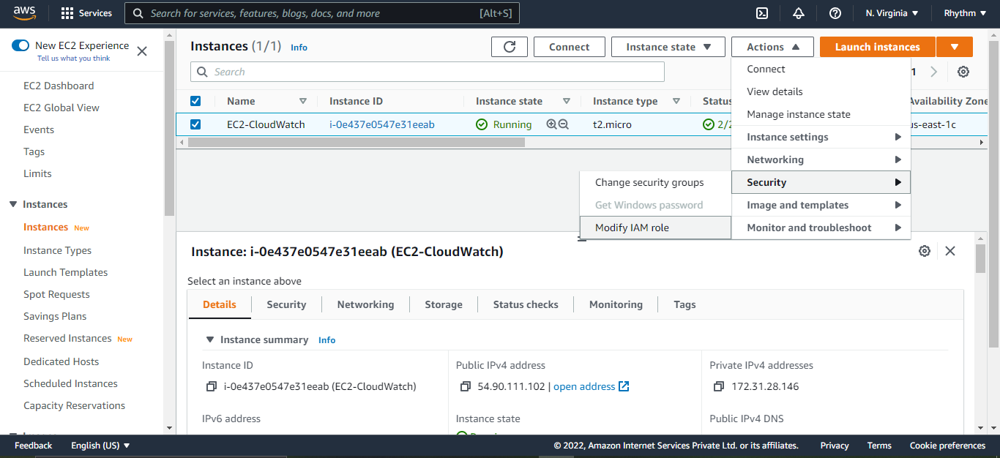 aws
Services
Search for services, features, blogs, docs, and more
[Alt+S]
N. Virginia
Rhythm
New EC2 Experience
Tell us what you think
EC2 Dashboard
EC2 Global View
Events
Tags
Limits
Instances
Instances New
Instance Types
Launch Templates
Spot Requests
Savings Plans
Reserved Instances New
Dedicated Hosts
Scheduled Instances
Capacity Reservations
Instances (1/1) Info
Connect
Instance state
Actions
Launch instances
Search
1
Name
Instance ID
Instance state
Instance type
Status
Availability Zone
EC2-CloudWatch
i-0e437e0547e31eeab
Running
t2.micro
2/2
us-east-1c
Connect
View details
Manage instance state
Instance settings
Networking
Security
Image and templates
Monitor and troubleshoot
Change security groups
Get Windows password
Modify IAM role
Instance: i-0e437e0547e31eeab (EC2-CloudWatch)
Select an instance above
Details
Security
Networking
Storage
Status checks
Monitoring
Tags
Instance summary Info
Instance ID
i-0e437e0547e31eeab (EC2-CloudWatch)
Public IPv4 address
54.90.111.102 | open address
Private IPv4 addresses
172.31.28.146
IPv6 address
Instance state
Public IPv4 DNS
Feedback
English (US)
© 2022, Amazon Internet Services Private Ltd. or its affiliates.
Privacy
Terms
Cookie preferences